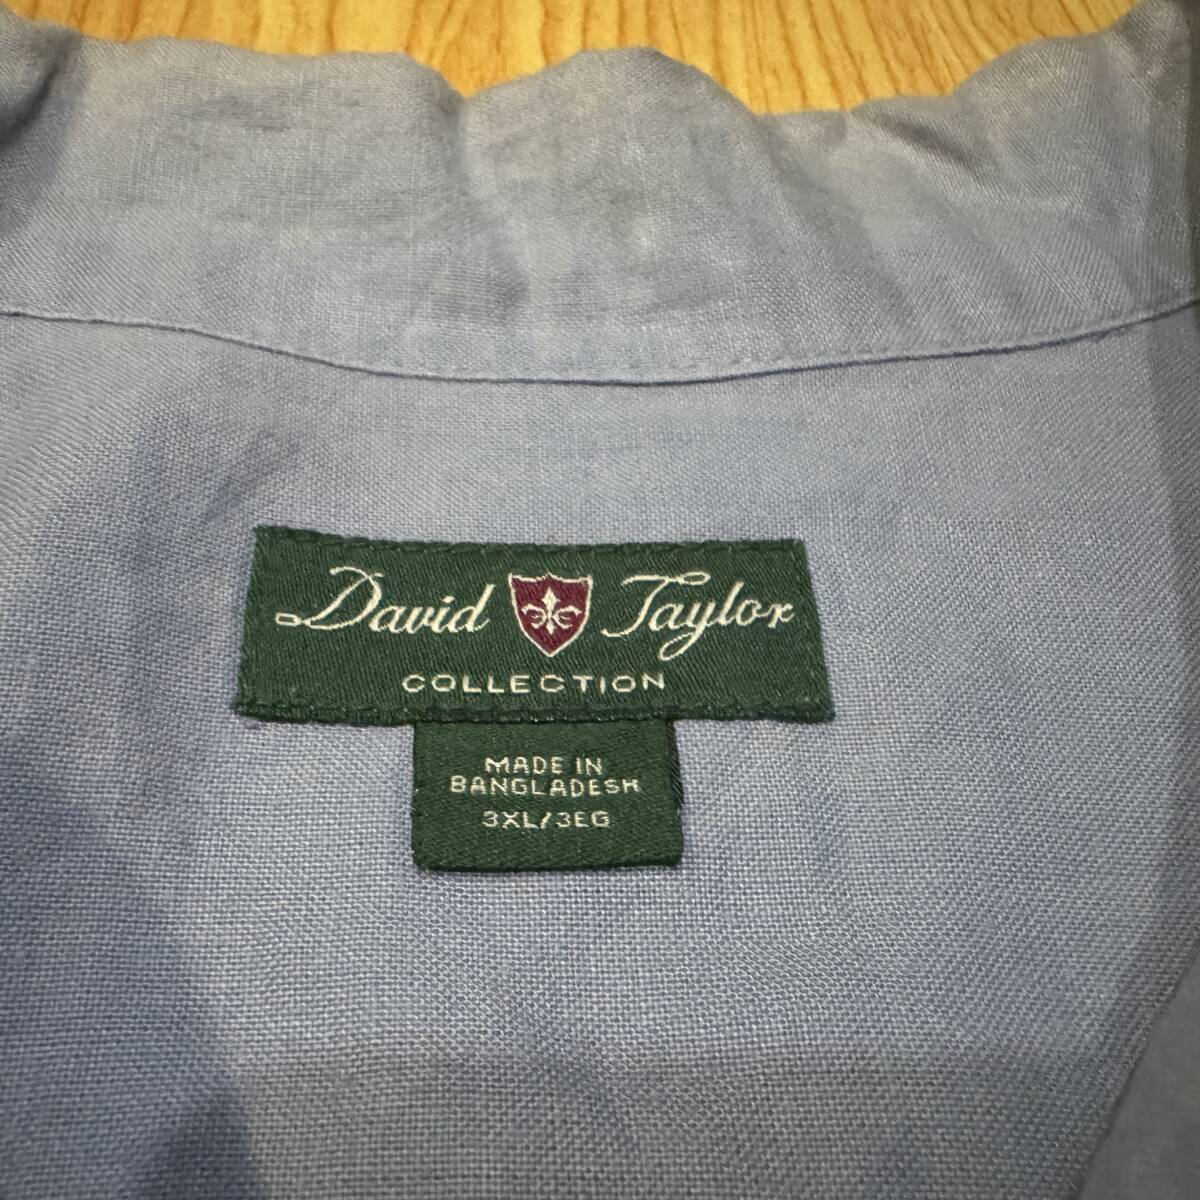 David Taylor
COLLECTION
MADE IN
BANGLADESH
3XL/3EG